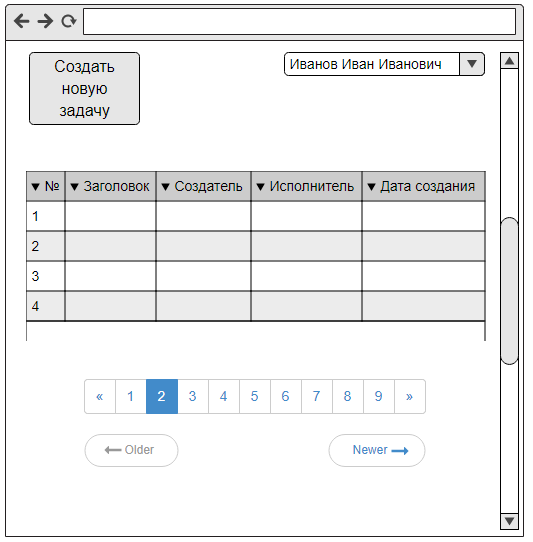 Создать
новую
задачу
Иванов Иван Иванович
№ Заголовок Создатель Исполнитель Дата создания
1
2
3
4
« 1 2 3 4 5 6 7 8 9 »
Older Newer